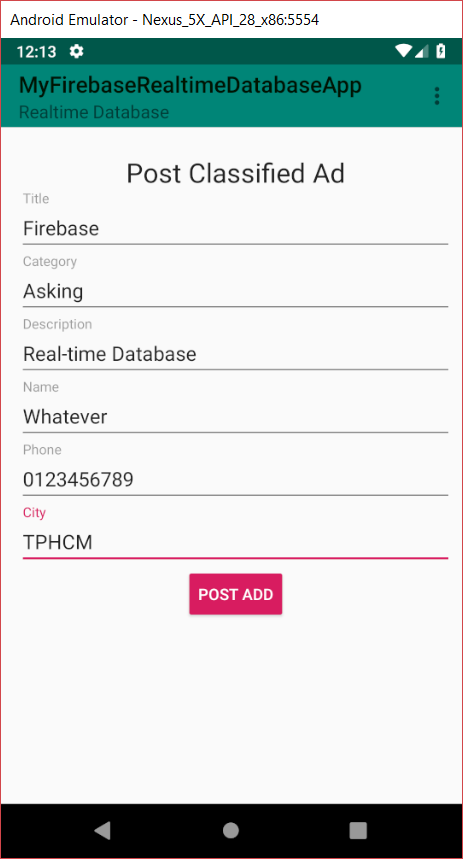 Android Emulator - Nexus_5X_API_28_x86:5554
12:13
MyFirebaseRealtimeDatabaseApp
Realtime Database
Post Classified Ad
Title
Firebase
Category
Asking
Description
Real-time Database
Name
Whatever
Phone
0123456789
City
TPHCM
POST ADD